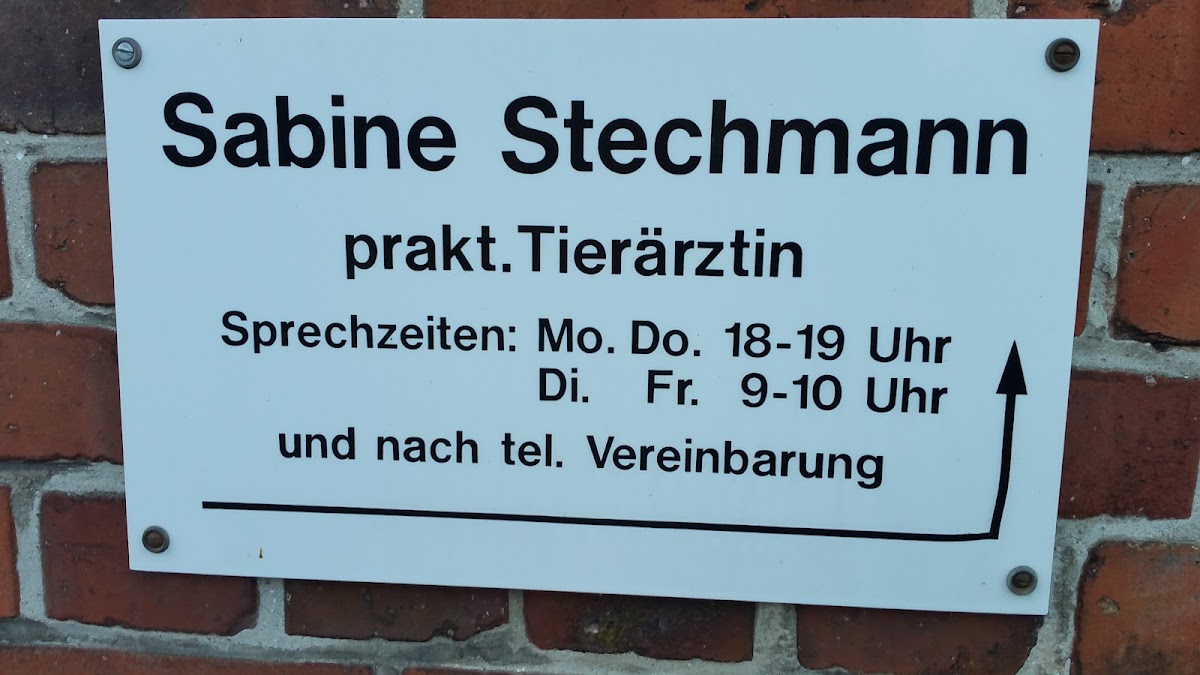 Sabine Stechmann
prakt. Tierärztin
Sprechzeiten: Mo. Do. 18-19 Uhr
Di. Fr. 9-10 Uhr
und nach tel. Vereinbarung